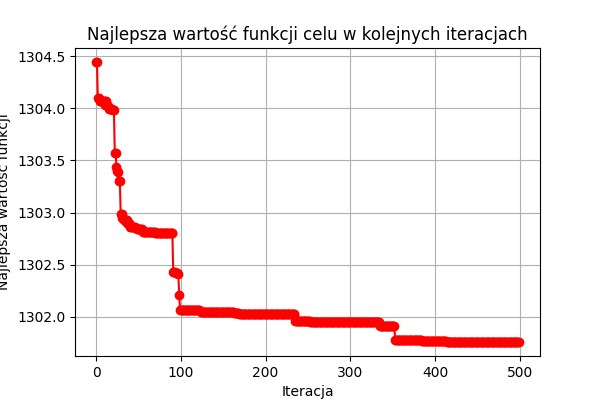 Najlepsza wartość funkcji celu w kolejnych iteracjach
Najlepsza wartość funkcji
1304.5
1304.0
1303.5
1303.0
1302.5
1302.0
0 100 200 300 400 500
Iteracja